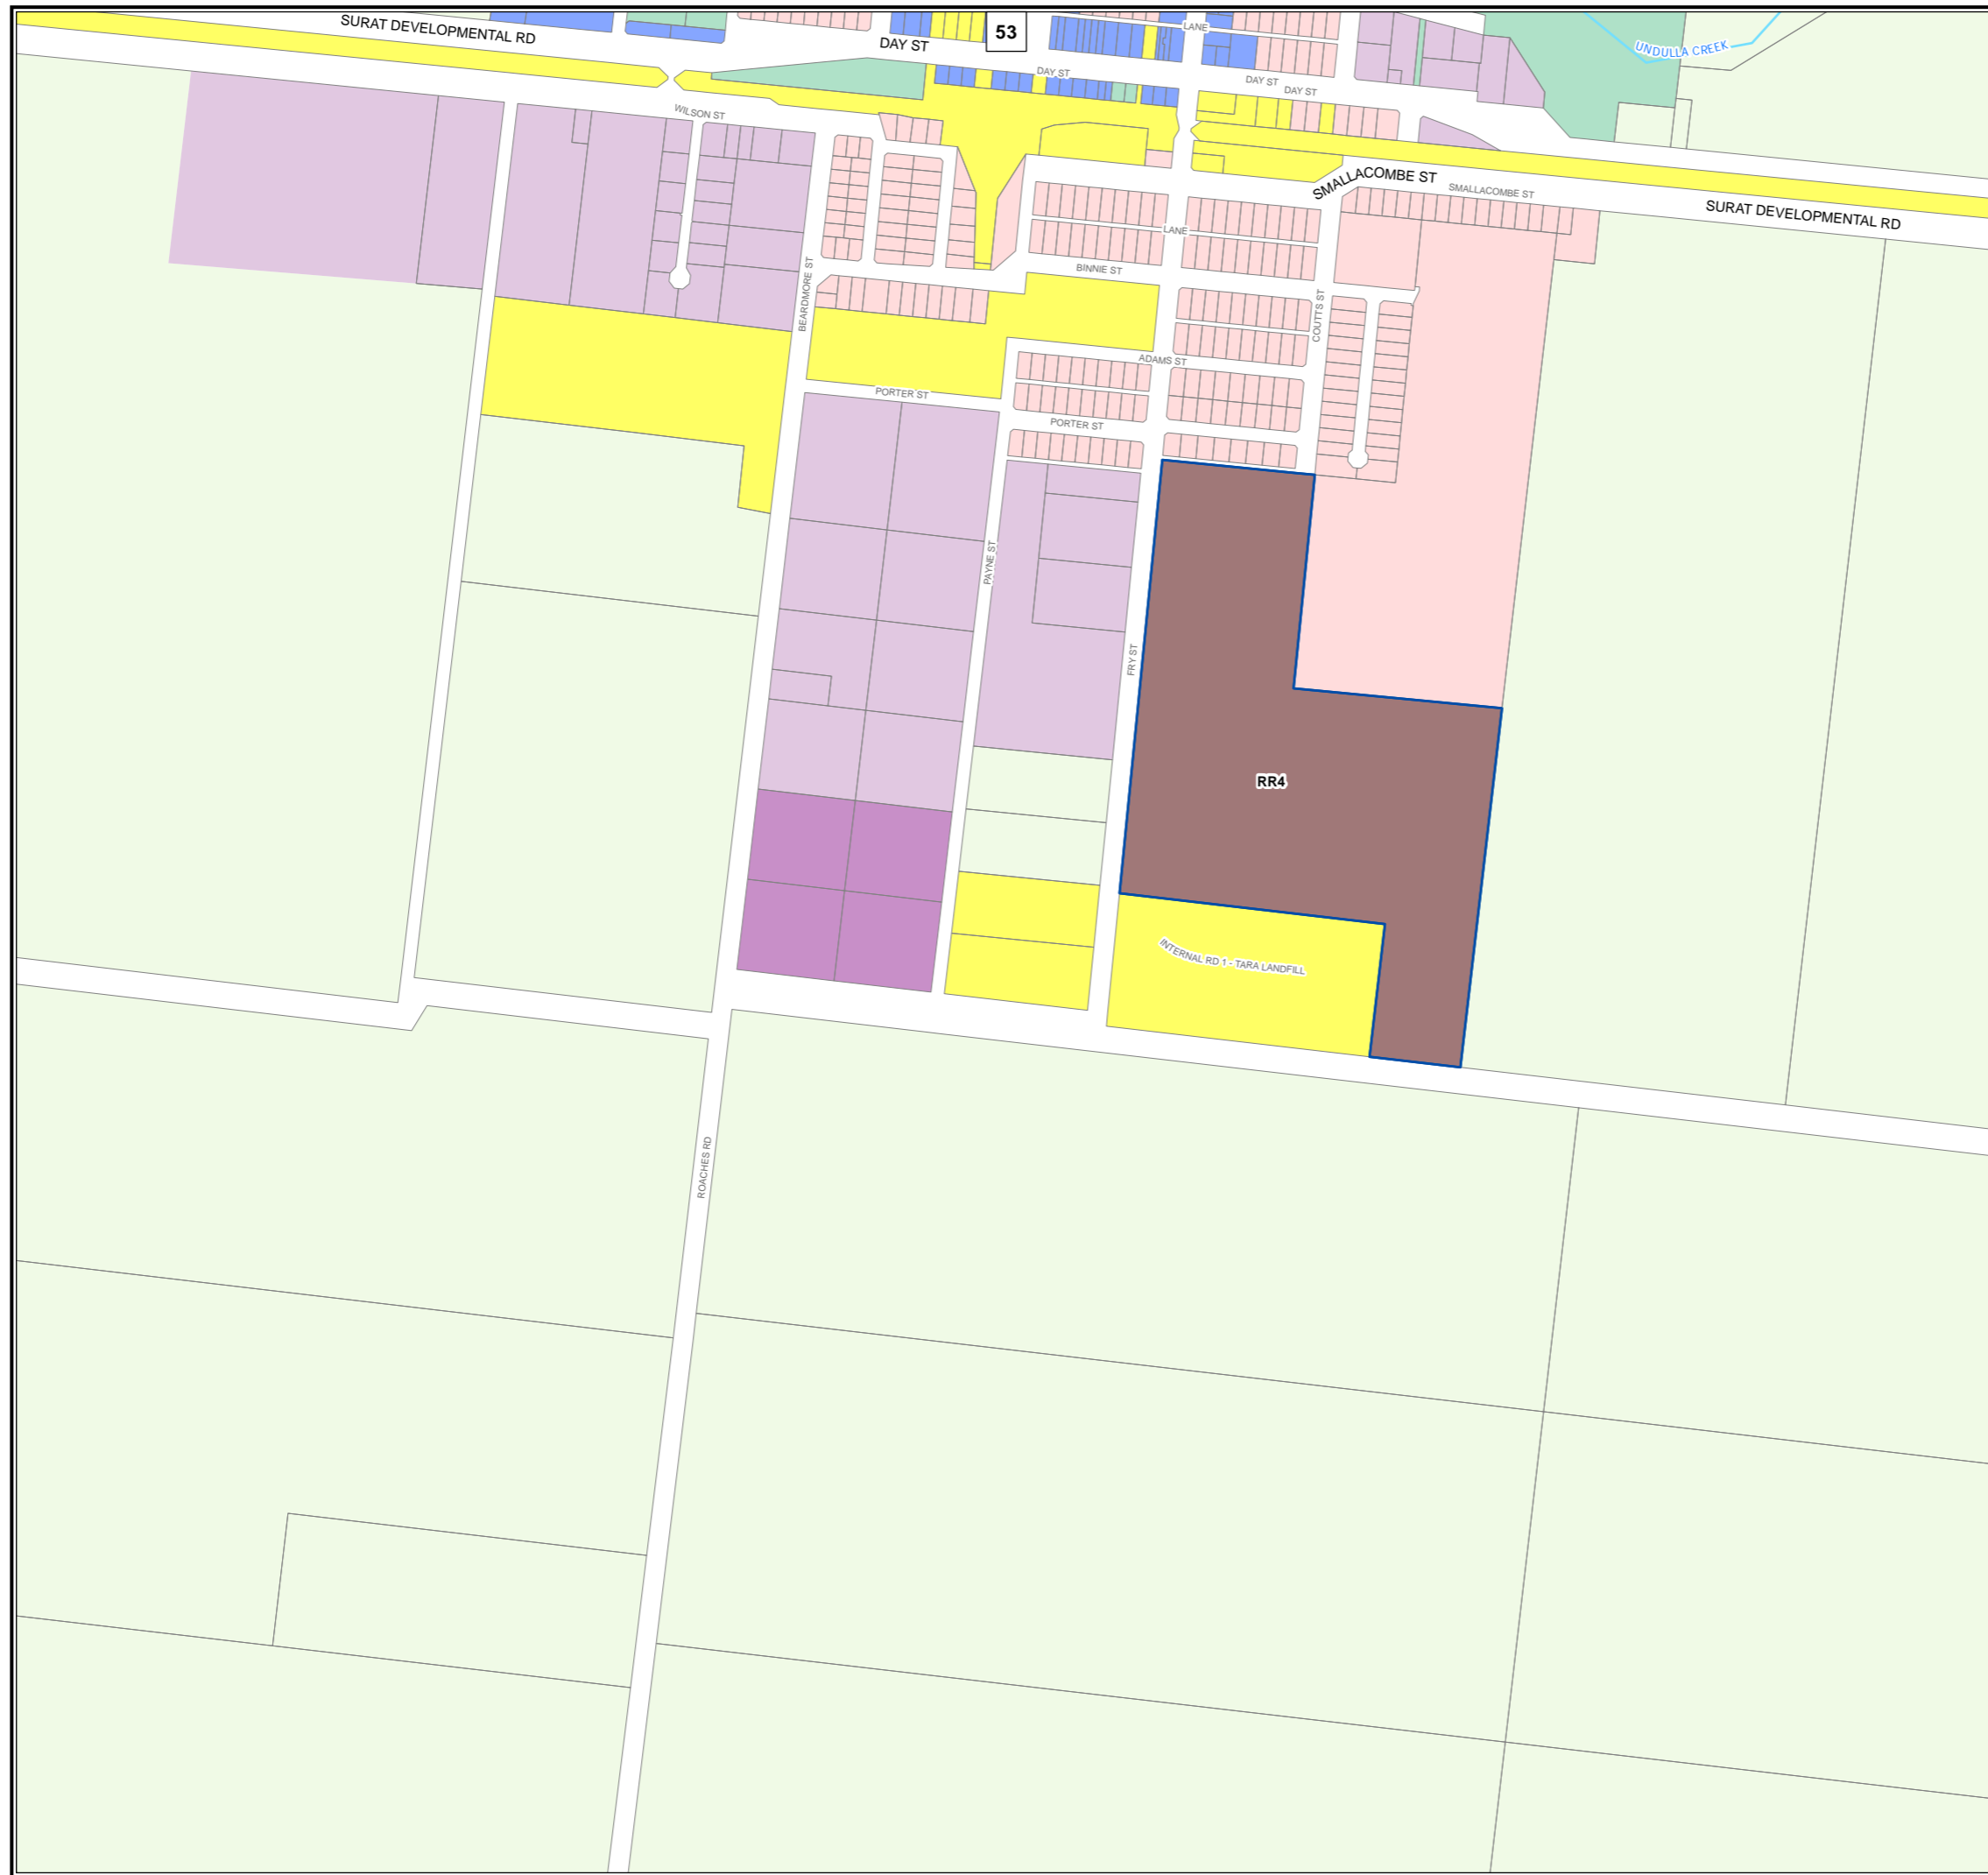 SURAT DEVELOPMENTAL RD
53
LANE
DAY ST
UNDULLA CREEK
DAY ST
DAY ST
DAY ST
WILSON ST
SMALLACOMBE ST
SMALLACOMBE ST
SURAT DEVELOPMENTAL RD
LANE
BINNIE ST
BEARDMORE ST
COUTTS ST
ADAMS ST
PORTER ST
PORTER ST
PAYNE ST
FRY ST
RR4
INTERNAL RD 1 - TARA LANDFILL
ROACHES RD